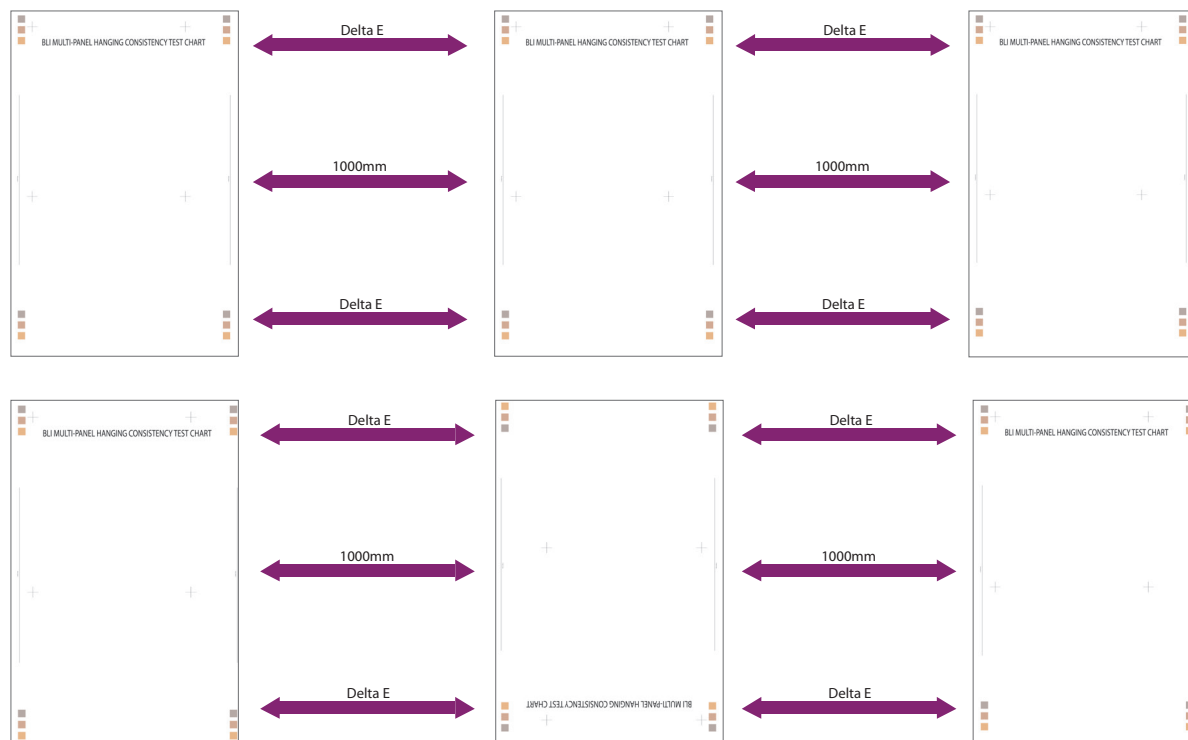 Delta E
Delta E
BLI MULTI-PANEL HANGING CONSISTENCY TEST CHART
BLI MULTI-PANEL HANGING CONSISTENCY TEST CHART
BLI MULTI-PANEL HANGING CONSISTENCY TEST CHART
1000mm
1000mm
Delta E
Delta E
Delta E
Delta E
BLI MULTI-PANEL HANGING CONSISTENCY TEST CHART
BLI MULTI-PANEL HANGING CONSISTENCY TEST CHART
1000mm
1000mm
Delta E
Delta E
BLI MULTI-PANEL HANGING CONSISTENCY TEST CHART